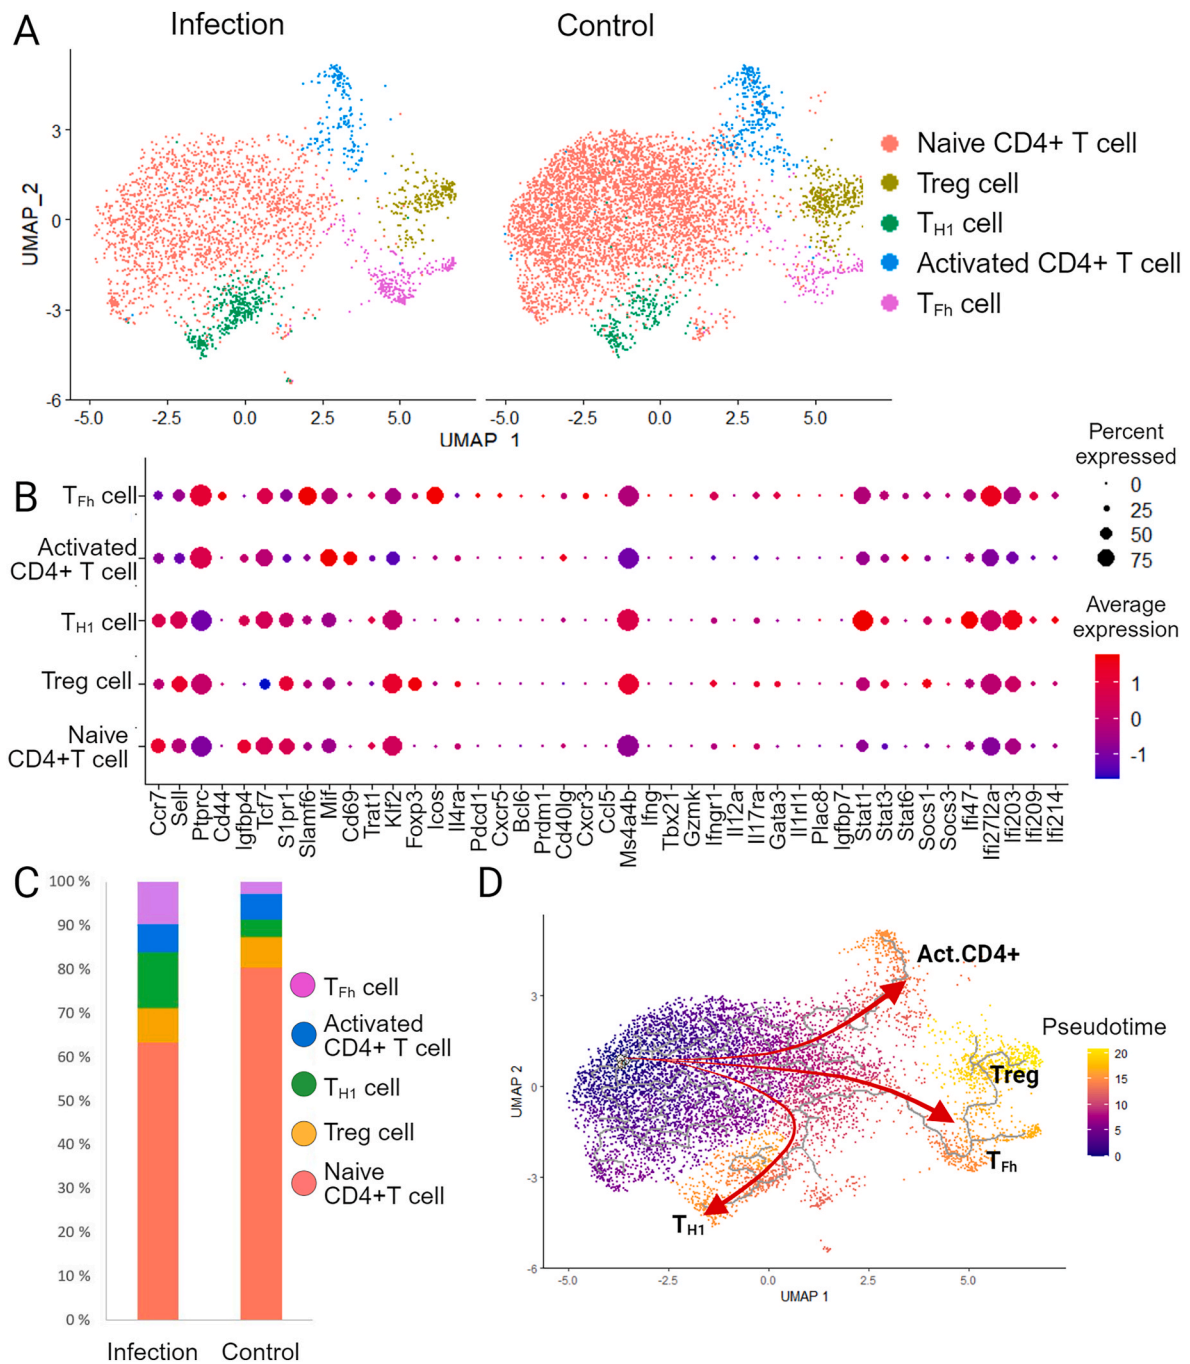 A
Infection
Control
UMAP_2
3
0
-3
-6
-5.0
-2.5
0.0
2.5
5.0
-5.0
-2.5
0.0
2.5
5.0
UMAP_1
Naive CD4+ T cell
Treg cell
TH1 cell
Activated CD4+ T cell
TFh cell
B
TFh cell
Activated
CD4+ T cell
TH1 cell
Treg cell
Naive
CD4+T cell
Ccr7
Sell
Ptprc
Cd44
Igfbp4
Tcf7
S1pr1
Slamf6
Mif
Cd69
Trat1
Klf2
Foxp3
Icos
Il4ra
Pdcd1
Cxcr5
Bcl6
Prdm1
Cd40lg
Cxcr3
Ccl5
Ms4a4b
Ifng
Tbx21
Gzmk
Ifngr1
Il12a
Il17ra
Gata3
Il1rl1
Plac8
Igfbp7
Stat1
Stat3
Stat6
Socs1
Socs3
Ifi47
Ifi27l2a
Ifi203
Ifi209
Ifi214
Percent
expressed
0
25
50
75
Average
expression
1
0
-1
C
100 %
90 %
80 %
70 %
60 %
50 %
40 %
30 %
20 %
10 %
0 %
Infection
Control
TFh cell
Activated
CD4+ T cell
TH1 cell
Treg cell
Naive
CD4+T cell
D
UMAP 2
3
0
-3
-6
-5.0
-2.5
0.0
2.5
5.0
UMAP 1
Act.CD4+
Treg
TFh
TH1
Pseudotime
20
15
10
5
0